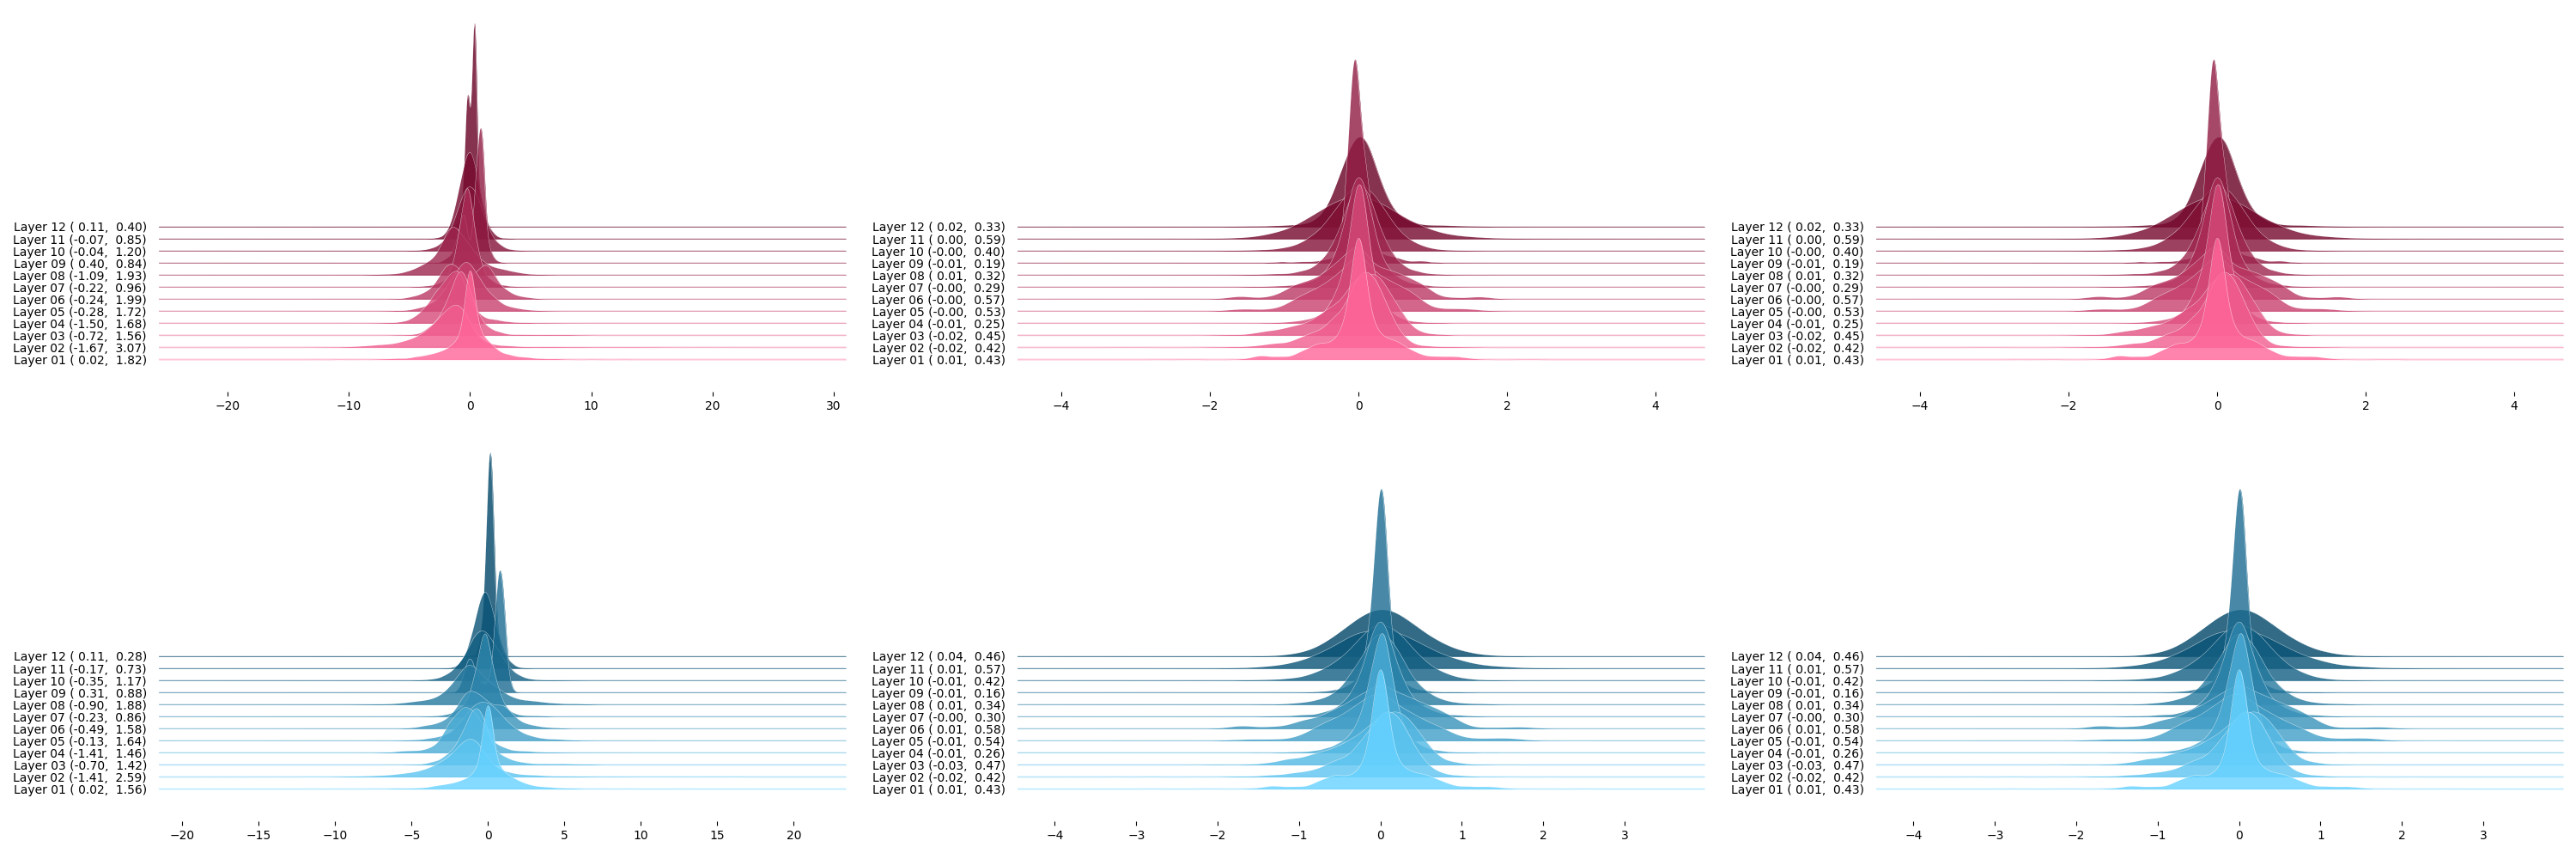 Layer 12 ( 0.11,  0.40)
Layer 11 (-0.07,  0.85)
Layer 10 (-0.04,  1.20)
Layer 09 ( 0.40,  0.84)
Layer 08 (-1.09,  1.93)
Layer 07 (-0.22,  0.96)
Layer 06 (-0.24,  1.99)
Layer 05 (-0.28,  1.72)
Layer 04 (-1.50,  1.68)
Layer 03 (-0.72,  1.56)
Layer 02 (-1.67,  3.07)
Layer 01 ( 0.02,  1.82)
−20 −10 0 10 20 30
Layer 12 ( 0.02,  0.33)
Layer 11 ( 0.00,  0.59)
Layer 10 (-0.00,  0.40)
Layer 09 (-0.01,  0.19)
Layer 08 ( 0.01,  0.32)
Layer 07 (-0.00,  0.29)
Layer 06 (-0.00,  0.57)
Layer 05 (-0.00,  0.53)
Layer 04 (-0.01,  0.25)
Layer 03 (-0.02,  0.45)
Layer 02 (-0.02,  0.42)
Layer 01 ( 0.01,  0.43)
−4 −2 0 2 4
Layer 12 ( 0.02,  0.33)
Layer 11 ( 0.00,  0.59)
Layer 10 (-0.00,  0.40)
Layer 09 (-0.01,  0.19)
Layer 08 ( 0.01,  0.32)
Layer 07 (-0.00,  0.29)
Layer 06 (-0.00,  0.57)
Layer 05 (-0.00,  0.53)
Layer 04 (-0.01,  0.25)
Layer 03 (-0.02,  0.45)
Layer 02 (-0.02,  0.42)
Layer 01 ( 0.01,  0.43)
−4 −2 0 2 4
Layer 12 ( 0.11,  0.28)
Layer 11 (-0.17,  0.73)
Layer 10 (-0.35,  1.17)
Layer 09 ( 0.31,  0.88)
Layer 08 (-0.90,  1.88)
Layer 07 (-0.23,  0.86)
Layer 06 (-0.49,  1.58)
Layer 05 (-0.13,  1.64)
Layer 04 (-1.41,  1.46)
Layer 03 (-0.70,  1.42)
Layer 02 (-1.41,  2.59)
Layer 01 ( 0.02,  1.56)
−20 −15 −10 −5 0 5 10 15 20
Layer 12 ( 0.04,  0.46)
Layer 11 ( 0.01,  0.57)
Layer 10 (-0.01,  0.42)
Layer 09 (-0.01,  0.16)
Layer 08 ( 0.01,  0.34)
Layer 07 (-0.00,  0.30)
Layer 06 ( 0.01,  0.58)
Layer 05 (-0.01,  0.54)
Layer 04 (-0.01,  0.26)
Layer 03 (-0.03,  0.47)
Layer 02 (-0.02,  0.42)
Layer 01 ( 0.01,  0.43)
−4 −3 −2 −1 0 1 2 3
Layer 12 ( 0.04,  0.46)
Layer 11 ( 0.01,  0.57)
Layer 10 (-0.01,  0.42)
Layer 09 (-0.01,  0.16)
Layer 08 ( 0.01,  0.34)
Layer 07 (-0.00,  0.30)
Layer 06 ( 0.01,  0.58)
Layer 05 (-0.01,  0.54)
Layer 04 (-0.01,  0.26)
Layer 03 (-0.03,  0.47)
Layer 02 (-0.02,  0.42)
Layer 01 ( 0.01,  0.43)
−4 −3 −2 −1 0 1 2 3